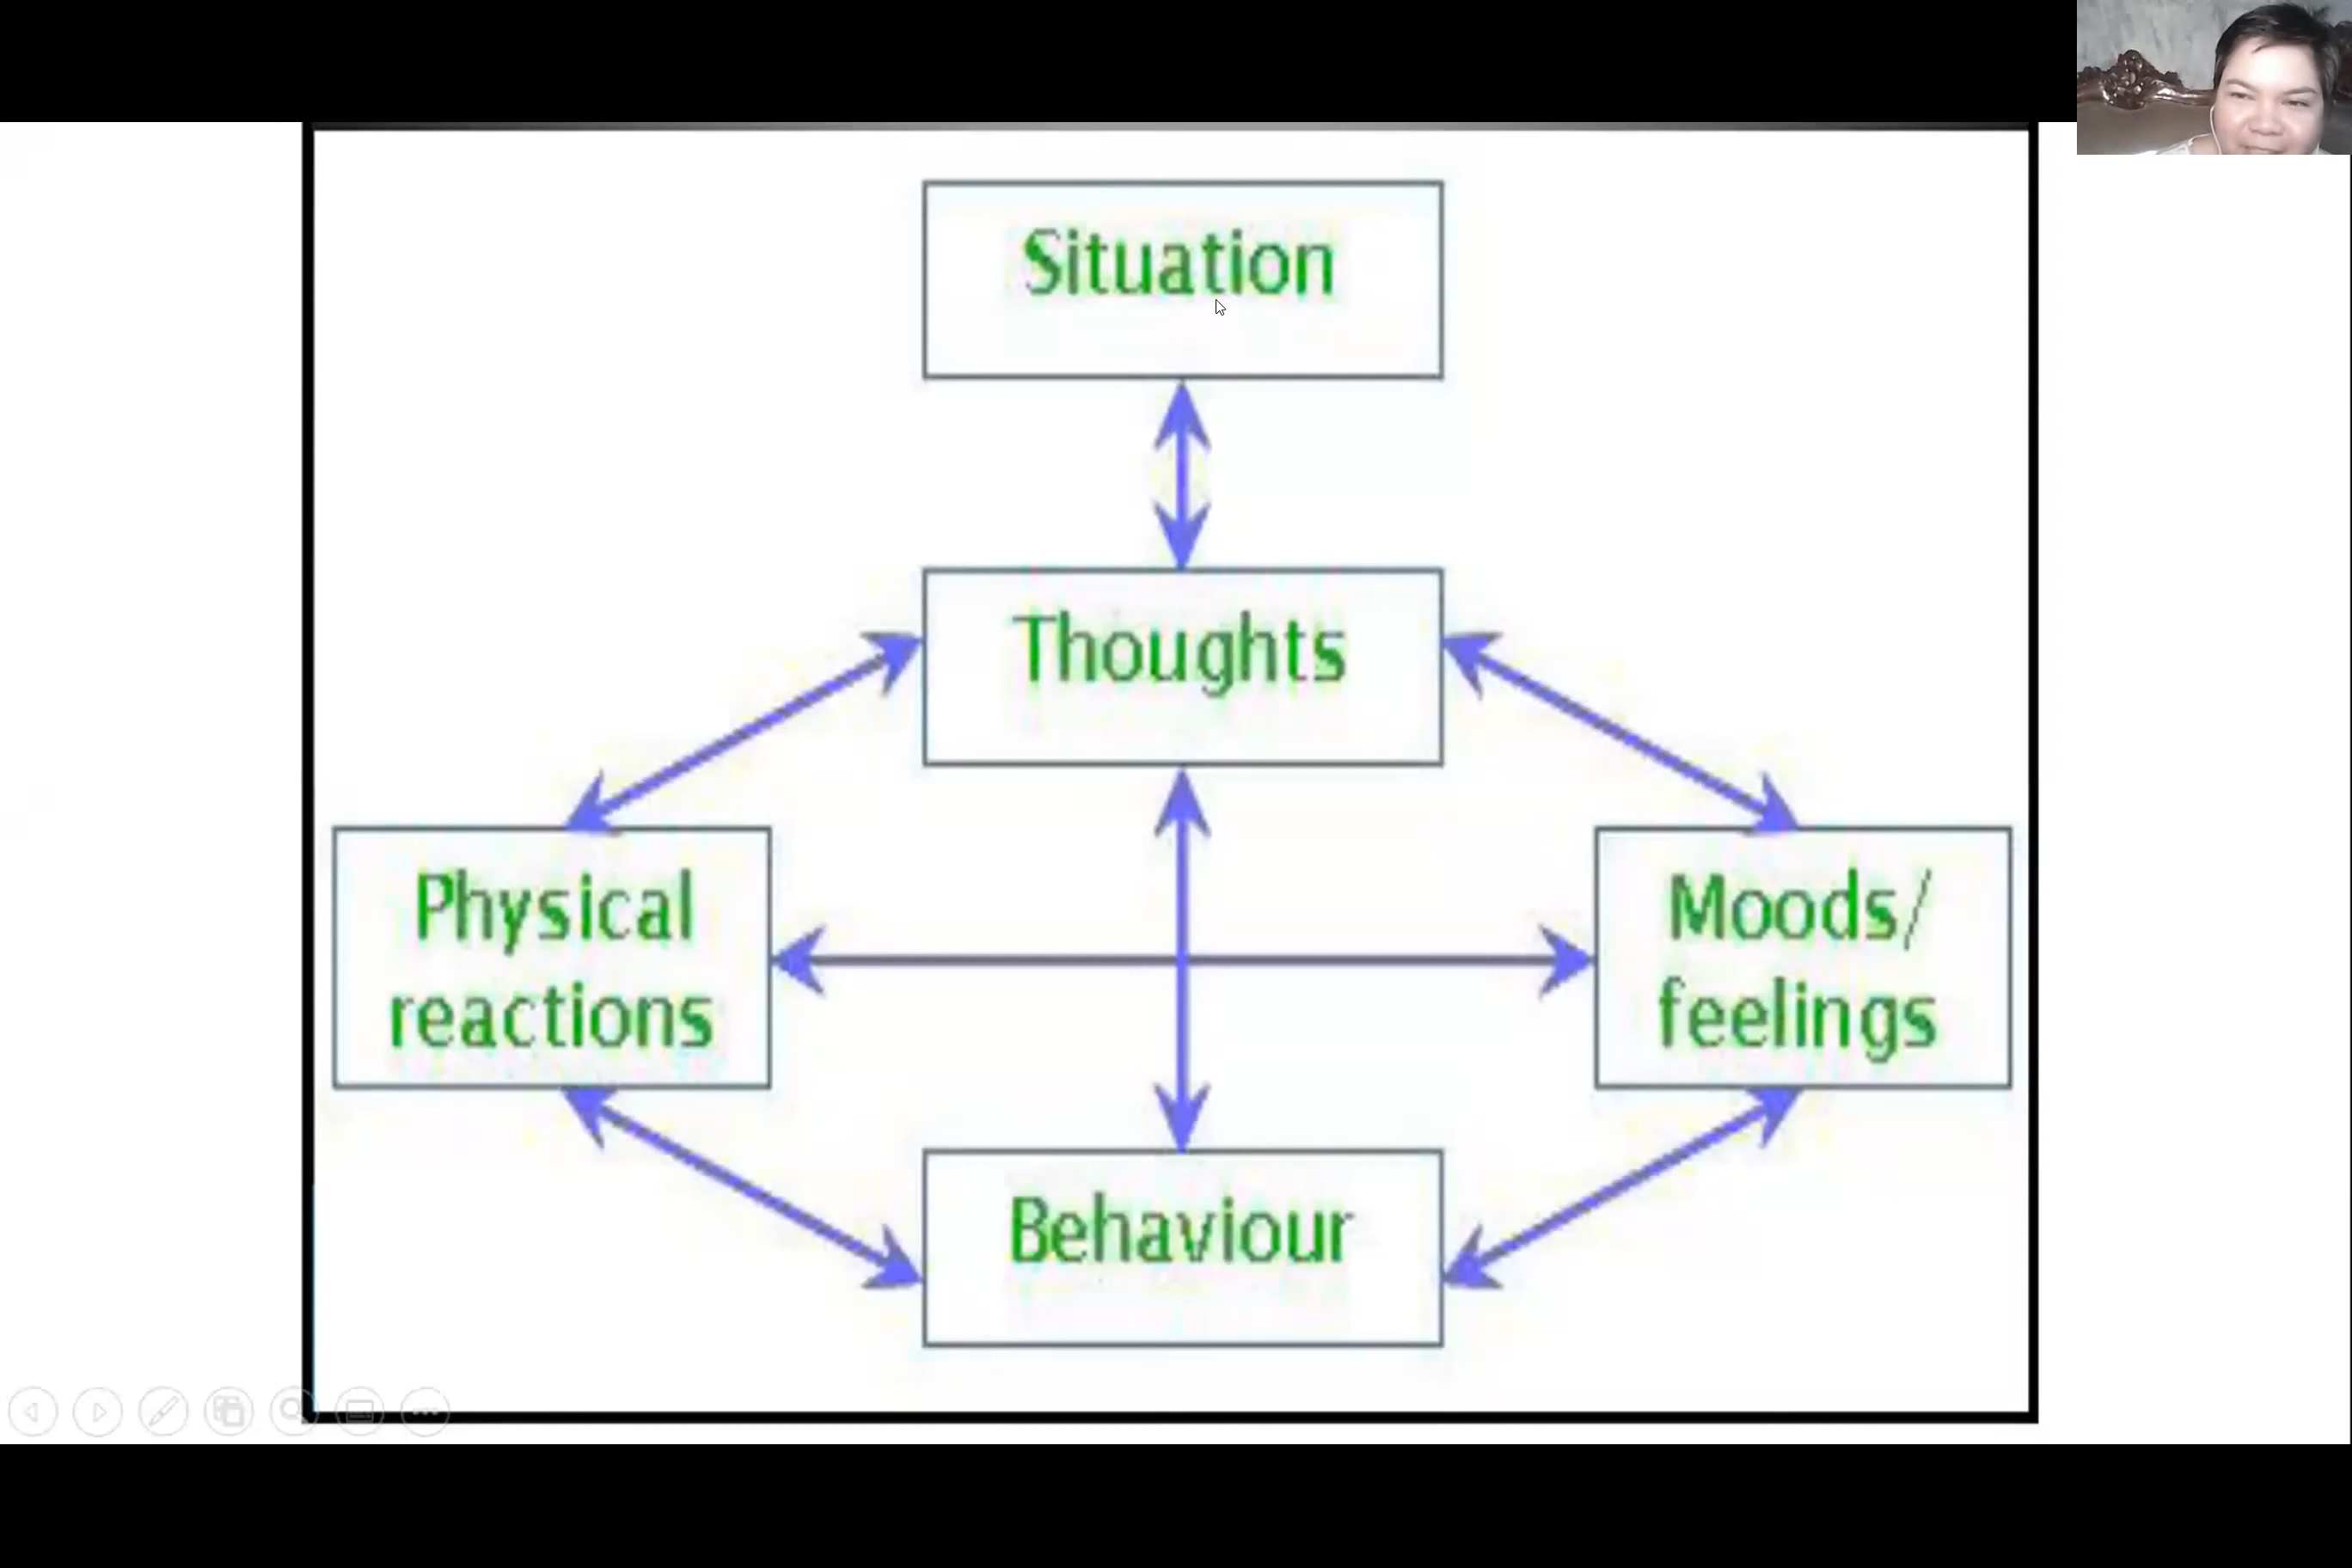 Situation
Thoughts
Physical
reactions
Moods/
feelings
Behaviour